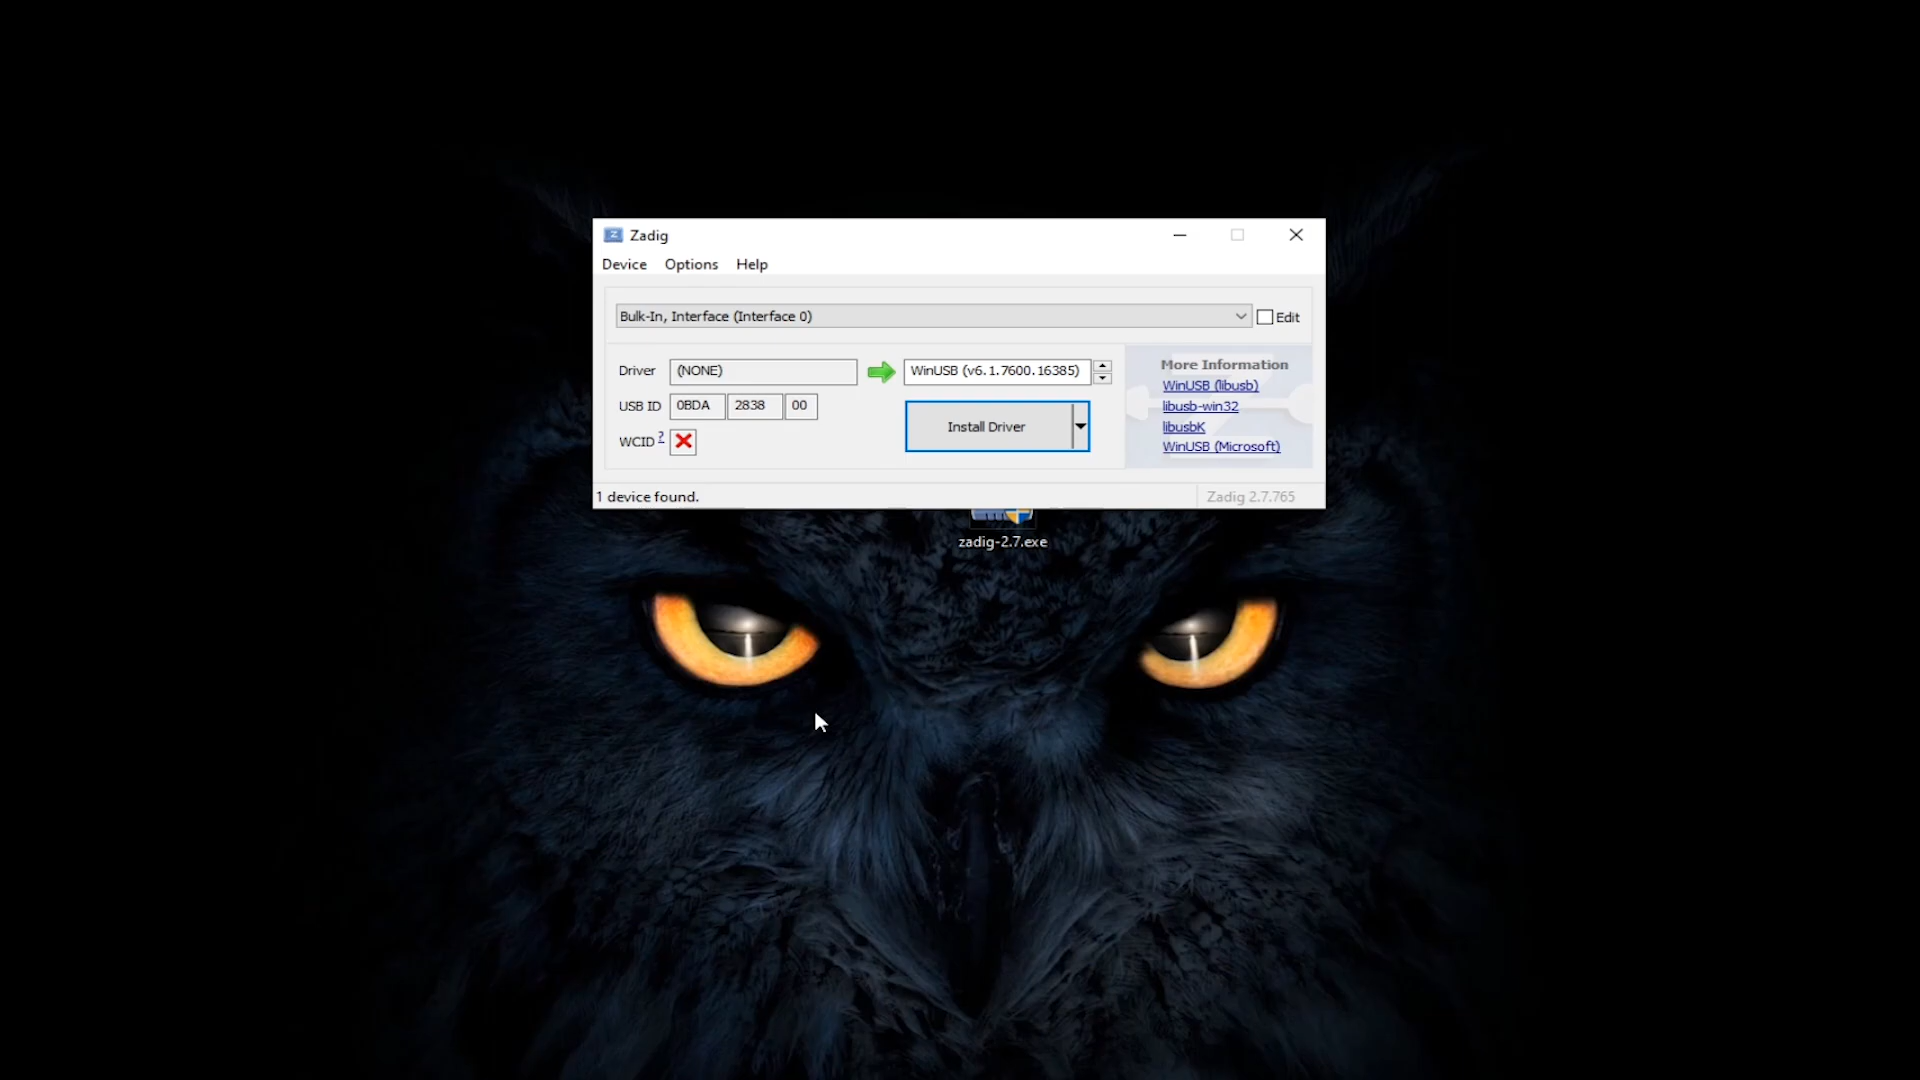 Zadig
Device Options Help
Bulk-In, Interface (Interface 0)
Edit
Driver (NONE) WinUSB (v6.1.7600.16385)
USB ID 0BDA 2838 00
WCID ?
Install Driver
More Information
WinUSB (libusb)
libusb-win32
libusbK
WinUSB (Microsoft)
1 device found.
Zadig 2.7.765
zadig-2.7.exe